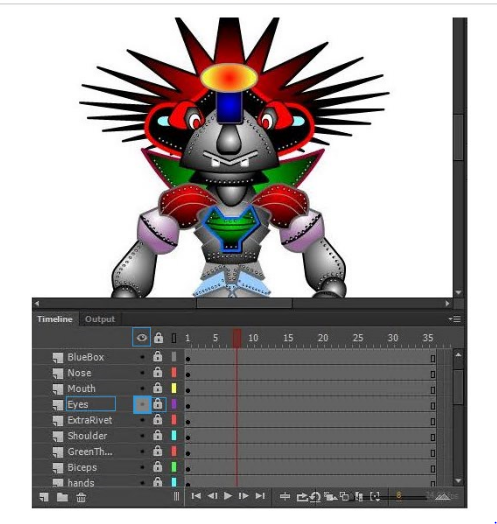 Timeline Output
1 5 10 15 20 25 30 35
BlueBox
Nose
Mouth
Eyes
ExtraRivet
Shoulder
GreenTh...
Biceps
hands
8